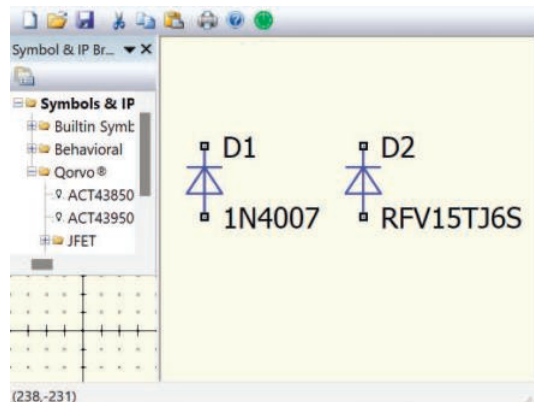 Symbol & IP Br...
Symbols & IP
Builtin Symb
Behavioral
Qorvo®
ACT43850
ACT43950
JFET
D1
1N4007
D2
RFV15TJ6S
(238,-231)